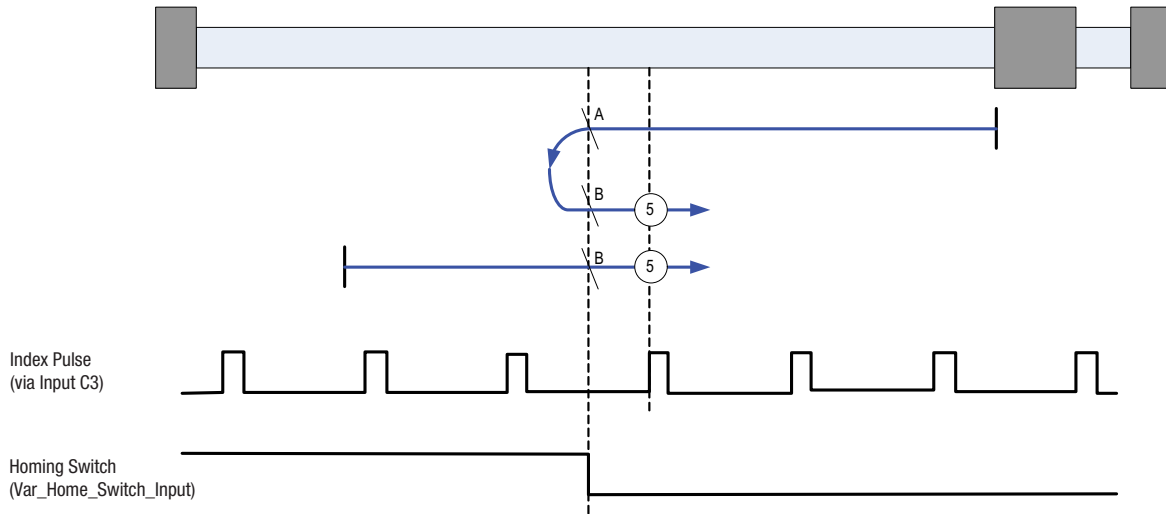 A
B
5
B
5
Index Pulse
(via Input C3)
Homing Switch
(Var_Home_Switch_Input)